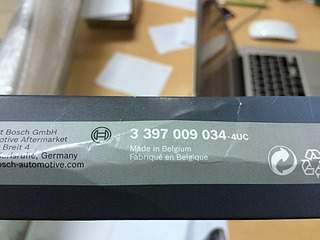 t Bosch GmbH
otive Aftermarket
Breit 4
arlsruhe, Germany
osch-automotive.com
3 397 009 034-4UC
Made in Belgium
Fabriqué en Belgique